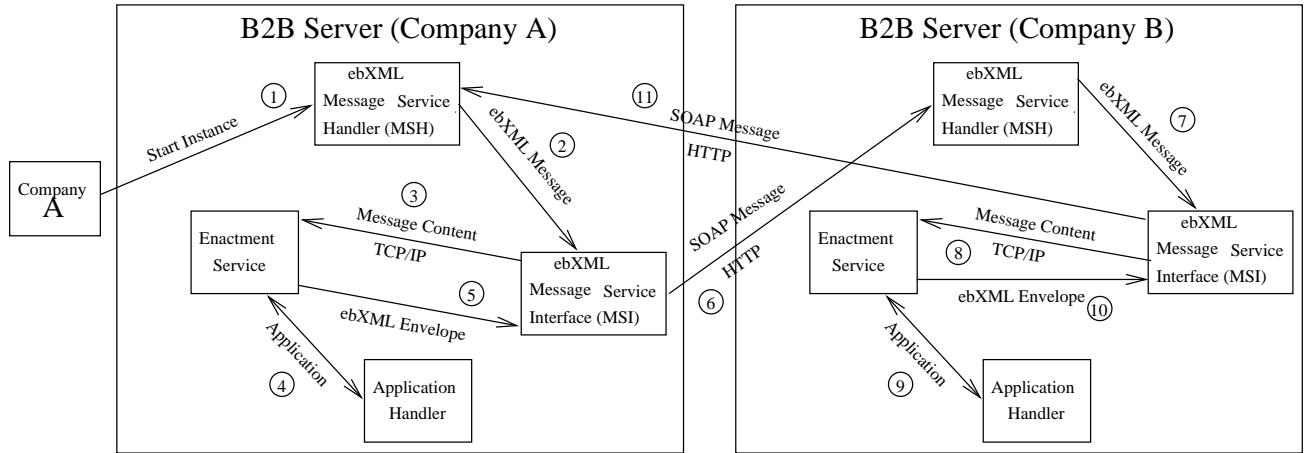 B2B Server (Company A)
ebXML
Message Service
Handler (MSH)
1
Start Instance
Company
A
2
ebXML Message
3
Message Content
TCP/IP
Enactment
Service
ebXML
Message Service
Interface (MSI)
5
ebXML Envelope
4
Application
Application
Handler
11
SOAP Message
HTTP
SOAP Message
HTTP
6
B2B Server (Company B)
ebXML
Message Service
Handler (MSH)
7
ebXML Message
Message Content
TCP/IP
8
Enactment
Service
ebXML
Message Service
Interface (MSI)
ebXML Envelope
10
9
Application
Application
Handler